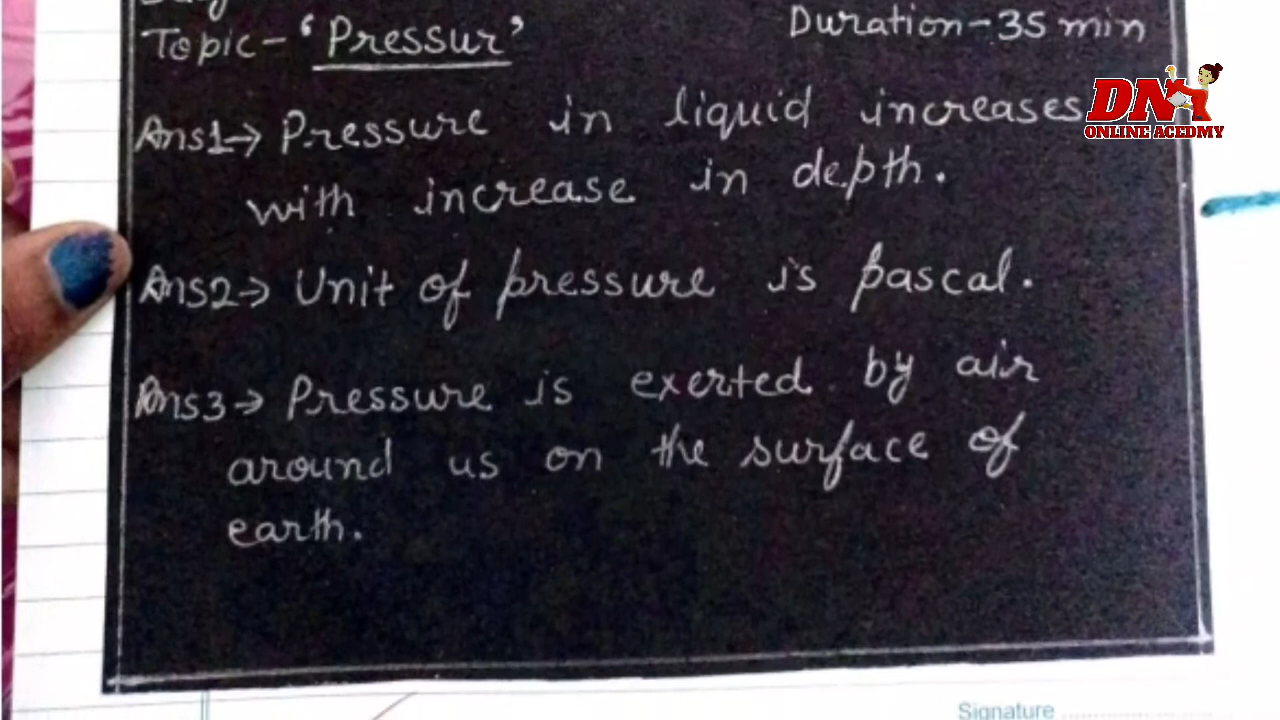 Topic- 'Pressur'
Duration-35 min
Ans1→ Pressure in liquid increases
with increase in depth.
Ans2→ Unit of pressure is pascal.
Ans3→ Pressure is exerted by air
around us on the surface of
earth.
DN
ONLINE ACEDMY
Signature